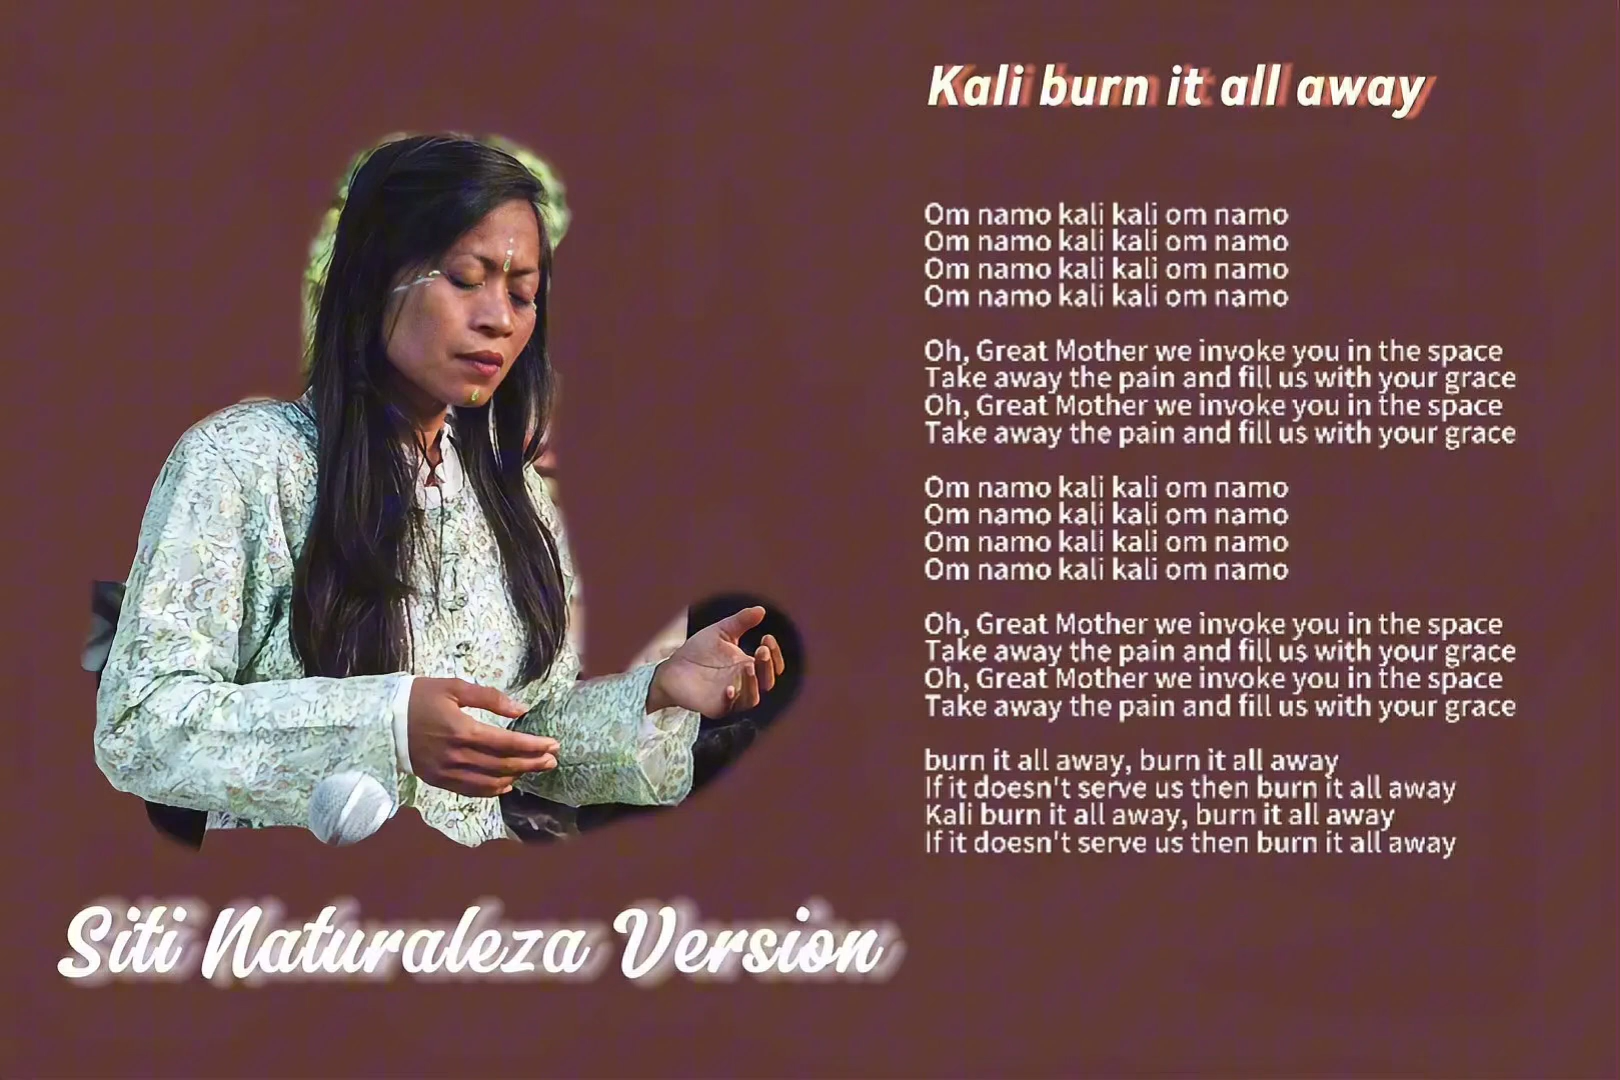 Kali burn it all away
Om namo kali kali om namo
Om namo kali kali om namo
Om namo kali kali om namo
Om namo kali kali om namo
Oh, Great Mother we invoke you in the space
Take away the pain and fill us with your grace
Oh, Great Mother we invoke you in the space
Take away the pain and fill us with your grace
Om namo kali kali om namo
Om namo kali kali om namo
Om namo kali kali om namo
Om namo kali kali om namo
Oh, Great Mother we invoke you in the space
Take away the pain and fill us with your grace
Oh, Great Mother we invoke you in the space
Take away the pain and fill us with your grace
burn it all away, burn it all away
If it doesn't serve us then burn it all away
Kali burn it all away, burn it all away
If it doesn't serve us then burn it all away
Siti Naturaleza Version